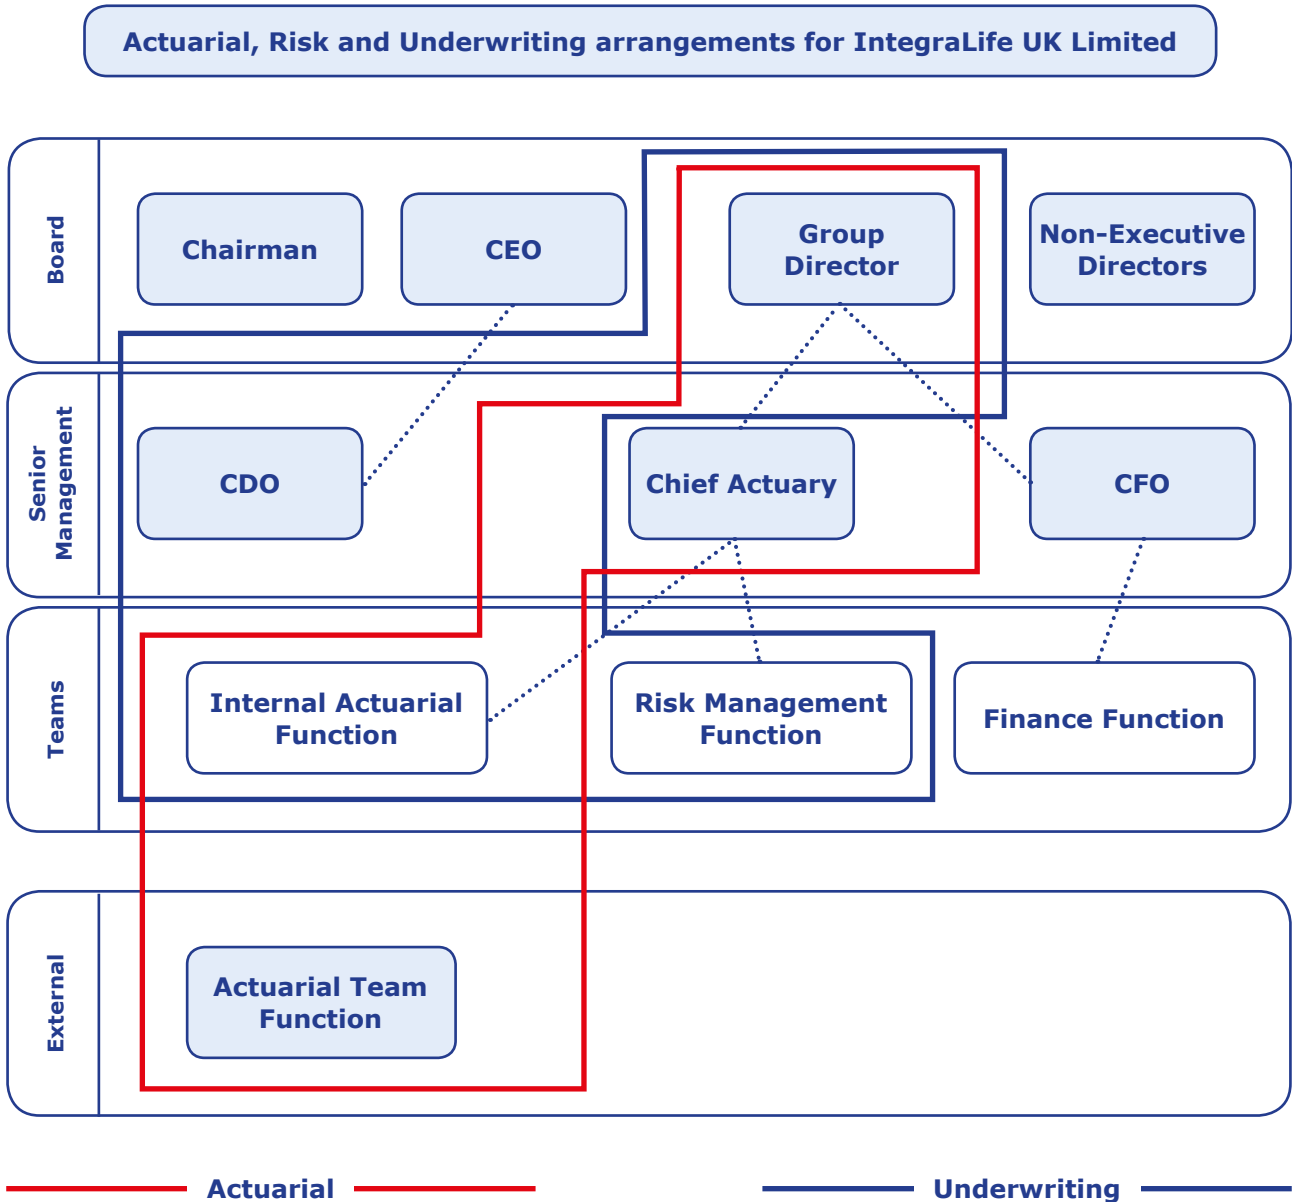 Actuarial, Risk and Underwriting arrangements for IntegraLife UK Limited
Board
Chairman
CEO
Group
Director
Non-Executive
Directors
Senior
Management
CDO
Chief Actuary
CFO
Teams
Internal Actuarial
Function
Risk Management
Function
Finance Function
External
Actuarial Team
Function
Actuarial
Underwriting